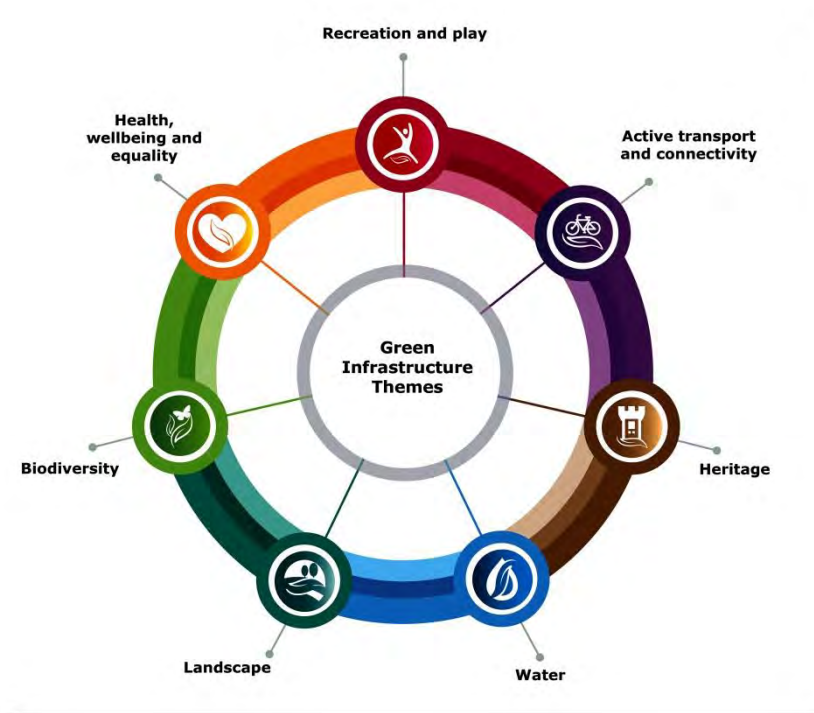 Recreation and play
Health,
wellbeing and
equality
Active transport
and connectivity
Green
Infrastructure
Themes
Biodiversity
Heritage
Landscape
Water